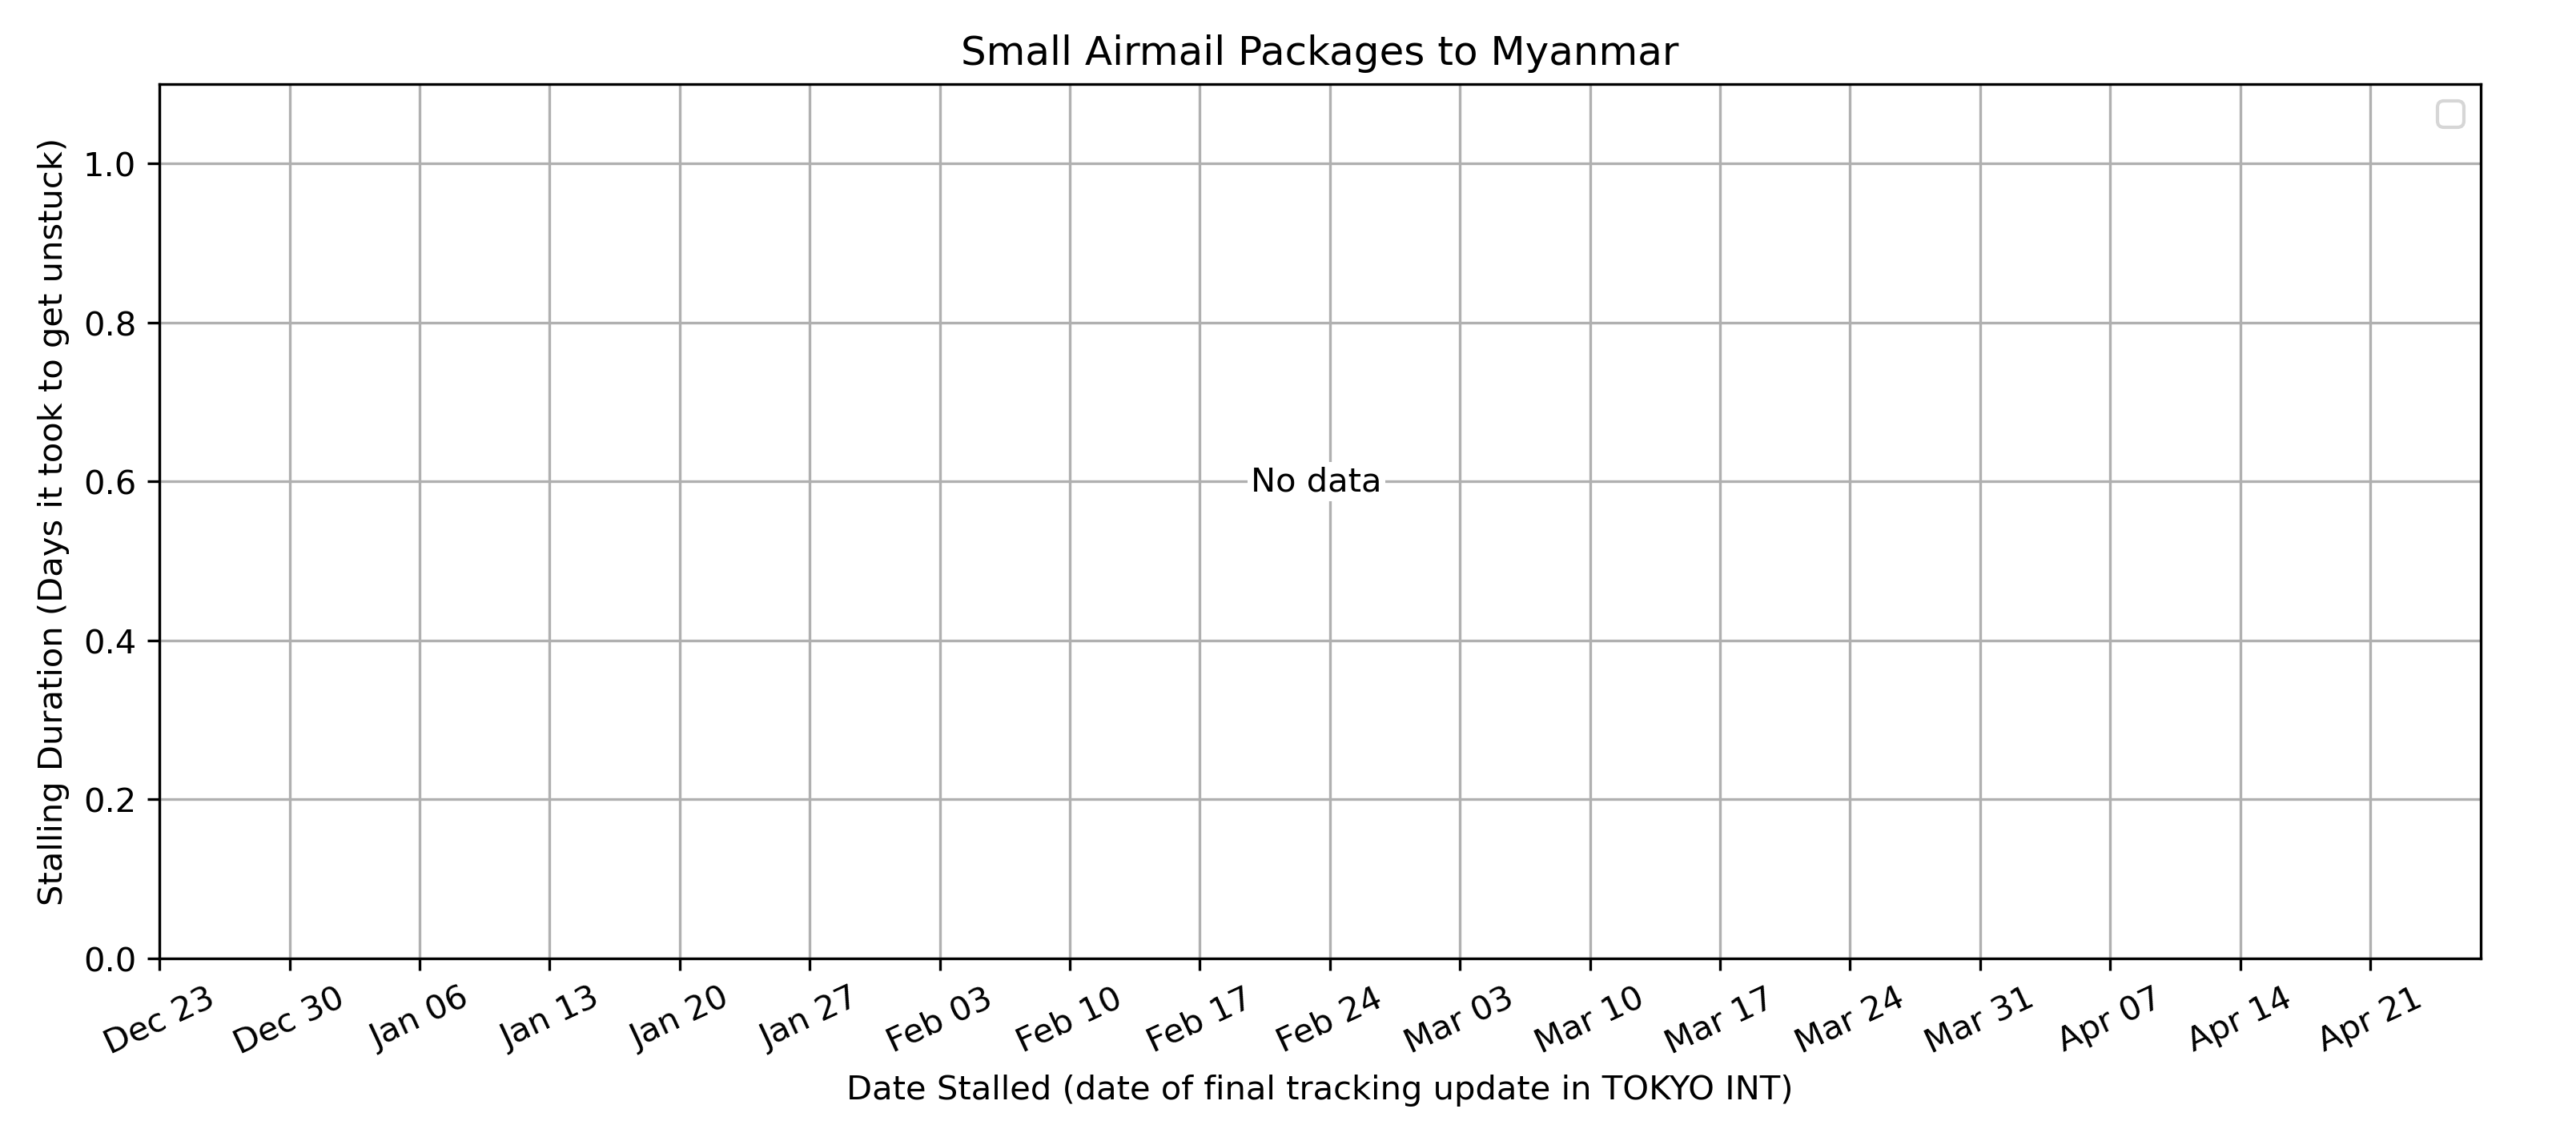 Small Airmail Packages to Myanmar
Stalling Duration (Days it took to get unstuck)
1.0
0.8
0.6
0.4
0.2
0.0
No data
Dec 23
Dec 30
Jan 06
Jan 13
Jan 20
Jan 27
Feb 03
Feb 10
Feb 17
Feb 24
Mar 03
Mar 10
Mar 17
Mar 24
Mar 31
Apr 07
Apr 14
Apr 21
Date Stalled (date of final tracking update in TOKYO INT)